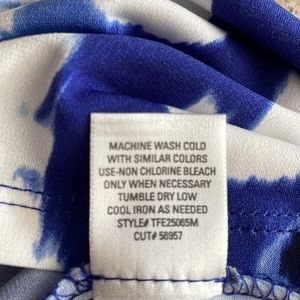 MACHINE WASH COLD
WITH SIMILAR COLORS
USE-NON CHLORINE BLEACH
ONLY WHEN NECESSARY
TUMBLE DRY LOW
COOL IRON AS NEEDED
STYLE# TFE25065M
CUT# 56957